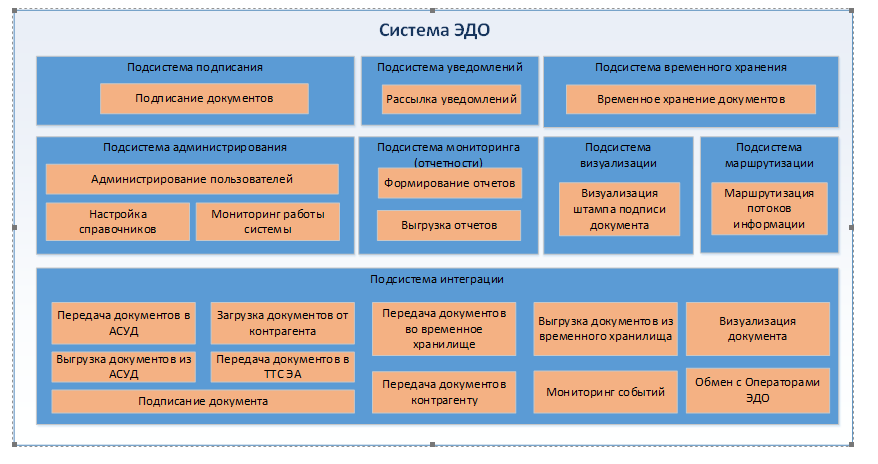 Система ЭДО
Подсистема подписания
Подписание документов
Подсистема уведомлений
Рассылка уведомлений
Подсистема временного хранения
Временное хранение документов
Подсистема администрирования
Администрирование пользователей
Настройка
справочников
Мониторинг работы
системы
Подсистема мониторинга
(отчетности)
Формирование отчетов
Выгрузка отчетов
Подсистема
визуализации
Визуализация
штампа подписи
документа
Подсистема
маршрутизации
Маршрутизация
потоков
информации
Подсистема интеграции
Передача документов в
АСУД
Загрузка документов от
контрагента
Передача документов
во временное
хранилище
Выгрузка документов из
временного хранилища
Визуализация
документа
Выгрузка документов из
АСУД
Передача документов в
ТТС ЭА
Подписание документа
Передача документов
контрагенту
Мониторинг событий
Обмен с Операторами
ЭДО